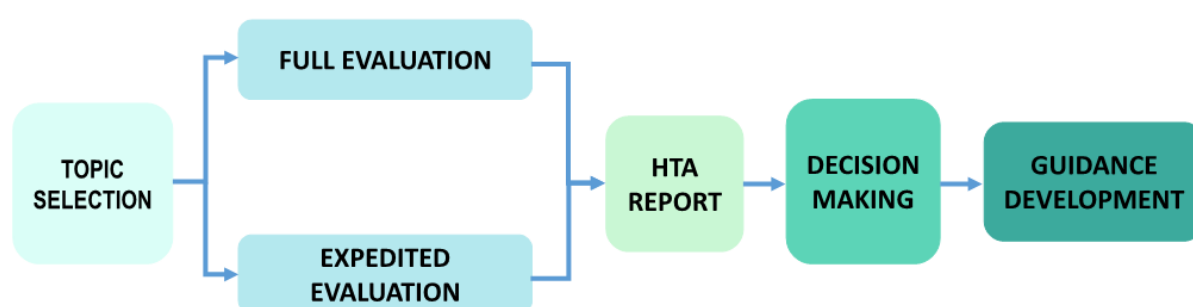 TOPIC
SELECTION
FULL EVALUATION
EXPEDITED
EVALUATION
HTA
REPORT
DECISION
MAKING
GUIDANCE
DEVELOPMENT